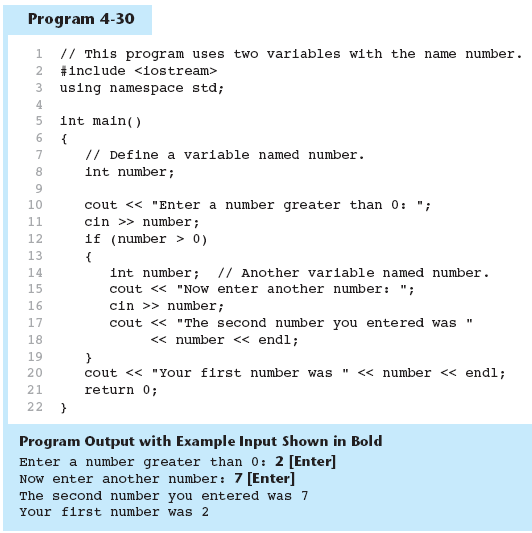 Program 4-30
1 // This program uses two variables with the name number.
2 #include <iostream>
3 using namespace std;
4
5 int main()
6 {
7 // Define a variable named number.
8 int number;
9
10 cout << "Enter a number greater than 0: ";
11 cin >> number;
12 if (number > 0)
13 {
14 int number; // Another variable named number.
15 cout << "Now enter another number: ";
16 cin >> number;
17 cout << "The second number you entered was "
18 << number << endl;
19 }
20 cout << "Your first number was " << number << endl;
21 return 0;
22 }
Program Output with Example Input Shown in Bold
Enter a number greater than 0: 2 [Enter]
Now enter another number: 7 [Enter]
The second number you entered was 7
Your first number was 2